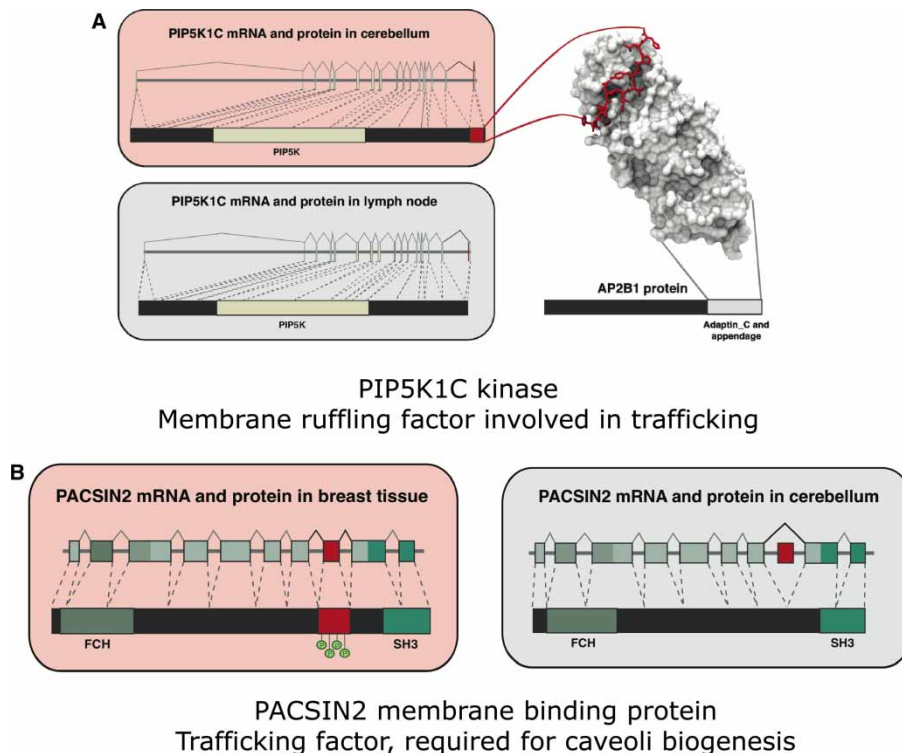 A
PIP5K1C mRNA and protein in cerebellum
PIP5K
PIP5K1C mRNA and protein in lymph node
PIP5K
AP2B1 protein
Adaptin_C and
appendage
PIP5K1C kinase
Membrane ruffling factor involved in trafficking
B
PACSIN2 mRNA and protein in breast tissue
FCH
P P P P
SH3
PACSIN2 mRNA and protein in cerebellum
FCH
SH3
PACSIN2 membrane binding protein
Trafficking factor, required for caveoli biogenesis